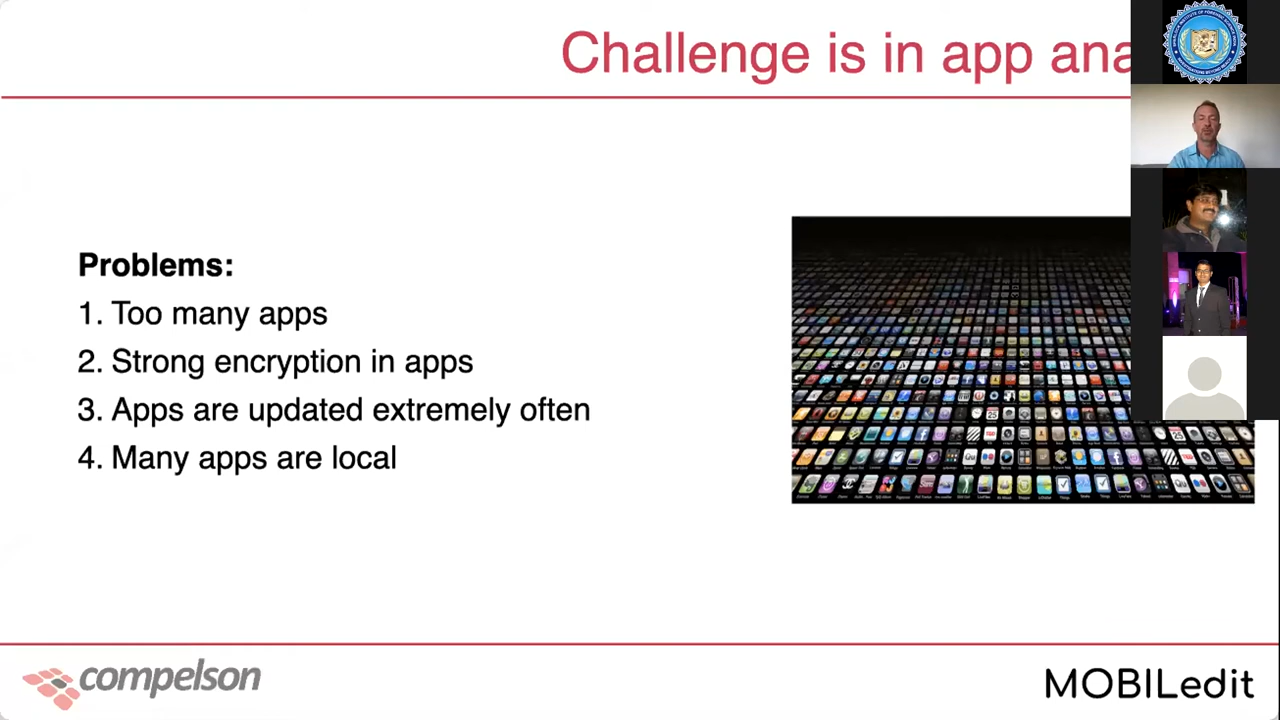 Challenge is in app ana
Problems:
1. Too many apps
2. Strong encryption in apps
3. Apps are updated extremely often
4. Many apps are local
compelson
MOBILedit